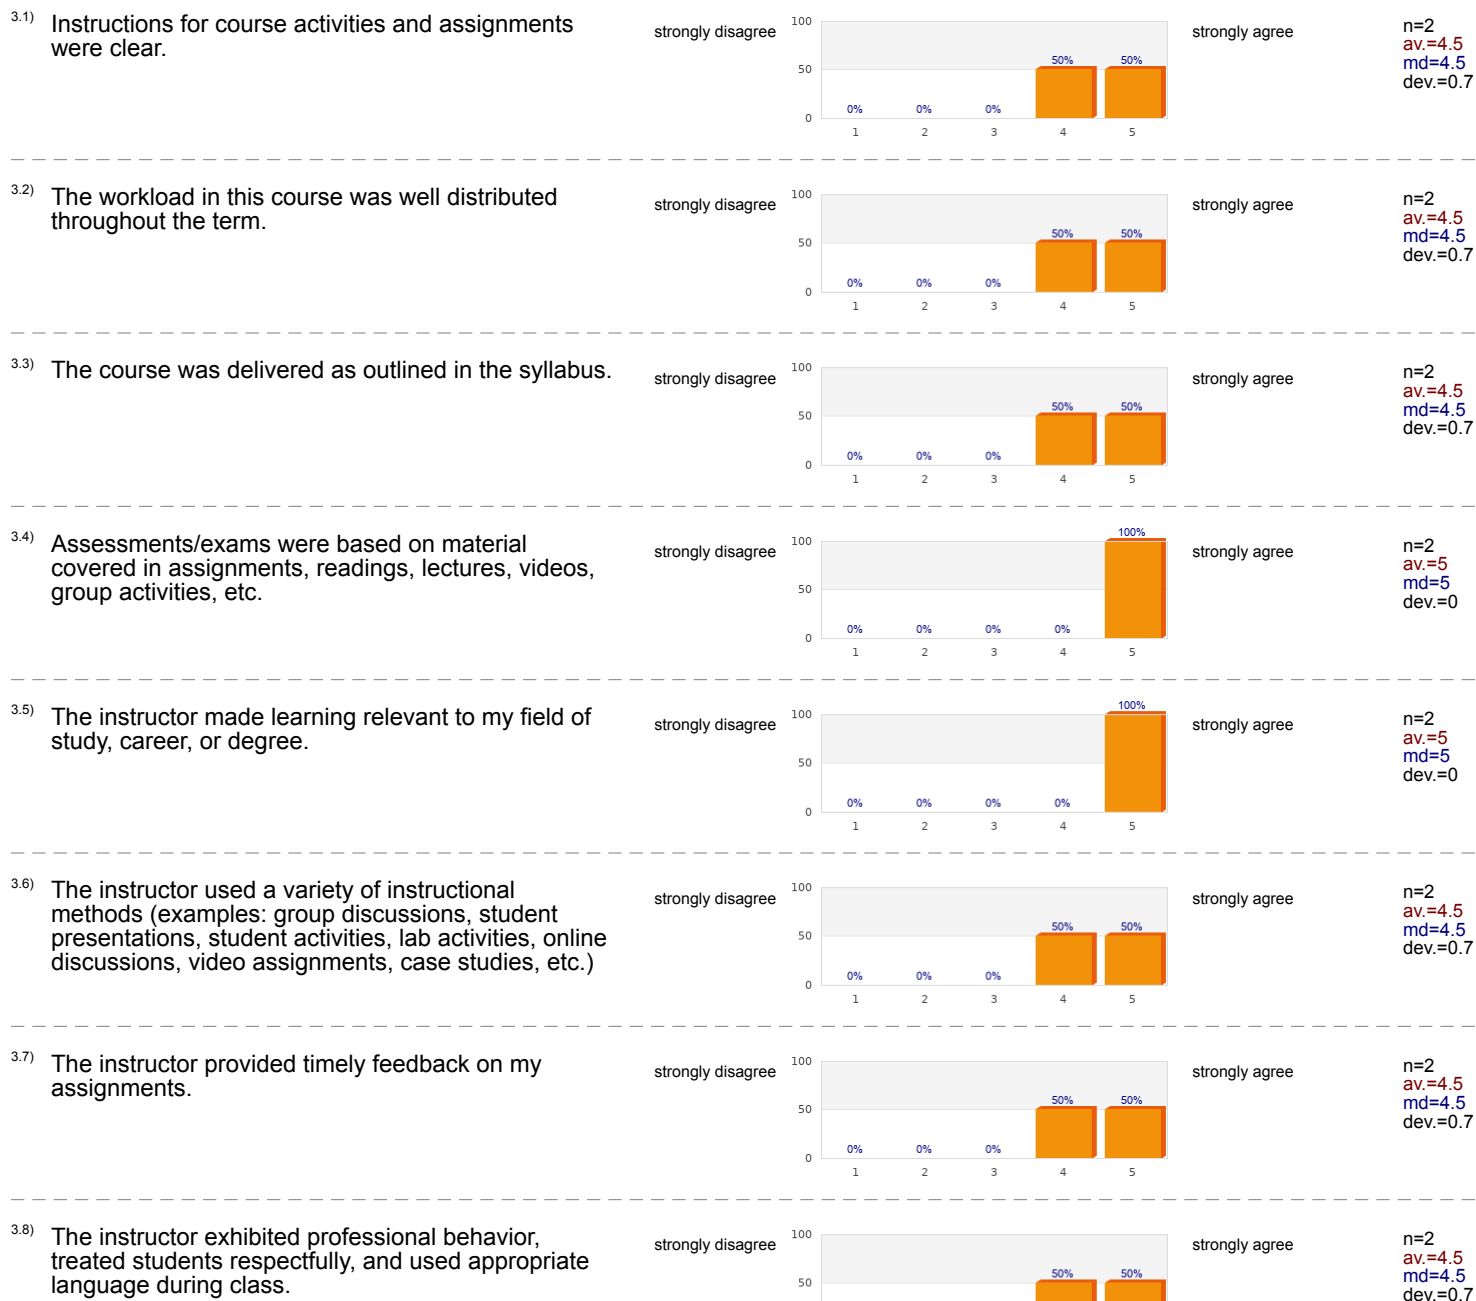 3.1) Instructions for course activities and assignments
were clear.
strongly disagree
100
50
0
0%
0%
0%
50%
50%
1
2
3
4
5
strongly agree
n=2
av.=4.5
md=4.5
dev.=0.7
3.2) The workload in this course was well distributed
throughout the term.
strongly disagree
100
50
0
0%
0%
0%
50%
50%
1
2
3
4
5
strongly agree
n=2
av.=4.5
md=4.5
dev.=0.7
3.3) The course was delivered as outlined in the syllabus.
strongly disagree
100
50
0
0%
0%
0%
50%
50%
1
2
3
4
5
strongly agree
n=2
av.=4.5
md=4.5
dev.=0.7
3.4) Assessments/exams were based on material
covered in assignments, readings, lectures, videos,
group activities, etc.
strongly disagree
100
50
0
0%
0%
0%
0%
100%
1
2
3
4
5
strongly agree
n=2
av.=5
md=5
dev.=0
3.5) The instructor made learning relevant to my field of
study, career, or degree.
strongly disagree
100
50
0
0%
0%
0%
0%
100%
1
2
3
4
5
strongly agree
n=2
av.=5
md=5
dev.=0
3.6) The instructor used a variety of instructional
methods (examples: group discussions, student
presentations, student activities, lab activities, online
discussions, video assignments, case studies, etc.)
strongly disagree
100
50
0
0%
0%
0%
50%
50%
1
2
3
4
5
strongly agree
n=2
av.=4.5
md=4.5
dev.=0.7
3.7) The instructor provided timely feedback on my
assignments.
strongly disagree
100
50
0
0%
0%
0%
50%
50%
1
2
3
4
5
strongly agree
n=2
av.=4.5
md=4.5
dev.=0.7
3.8) The instructor exhibited professional behavior,
treated students respectfully, and used appropriate
language during class.
strongly disagree
100
50
50%
50%
strongly agree
n=2
av.=4.5
md=4.5
dev.=0.7